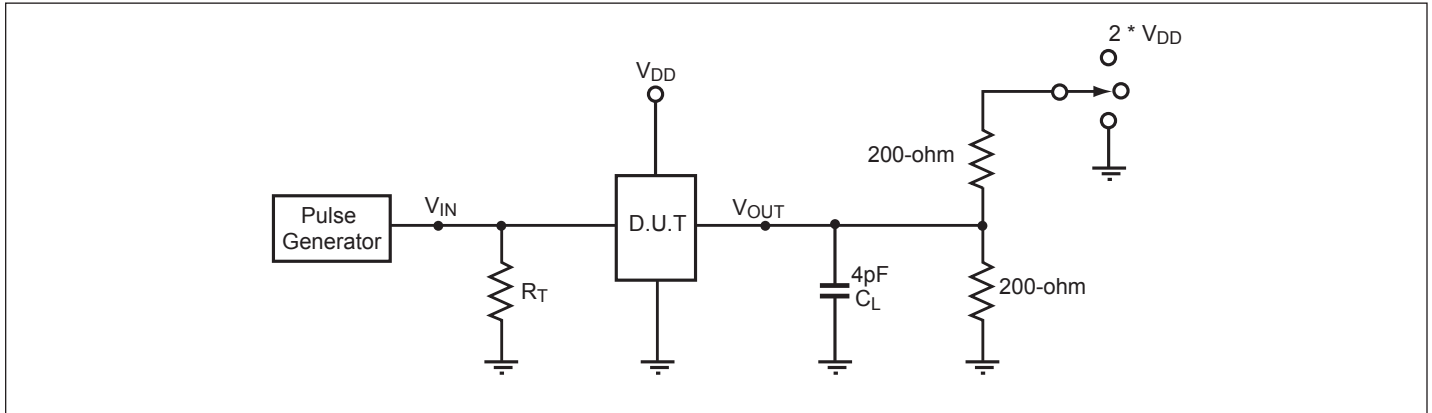 2 * VDD
VDD
200-ohm
Pulse
Generator
VIN
D.U.T
VOUT
RT
4pF
CL
200-ohm